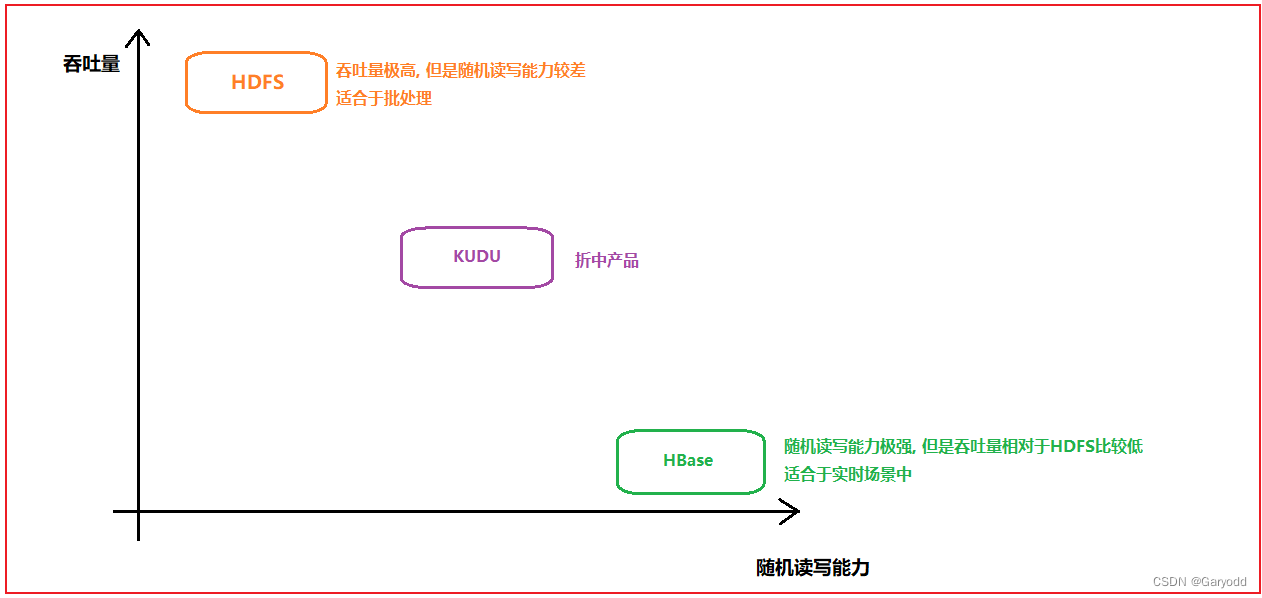 吞吐量
HDFS
吞吐量极高, 但是随机读写能力较差
适合于批处理
KUDU
折中产品
HBase
随机读写能力极强, 但是吞吐量相对于HDFS比较低
适合于实时场景中
随机读写能力
CSDN @Garyodd